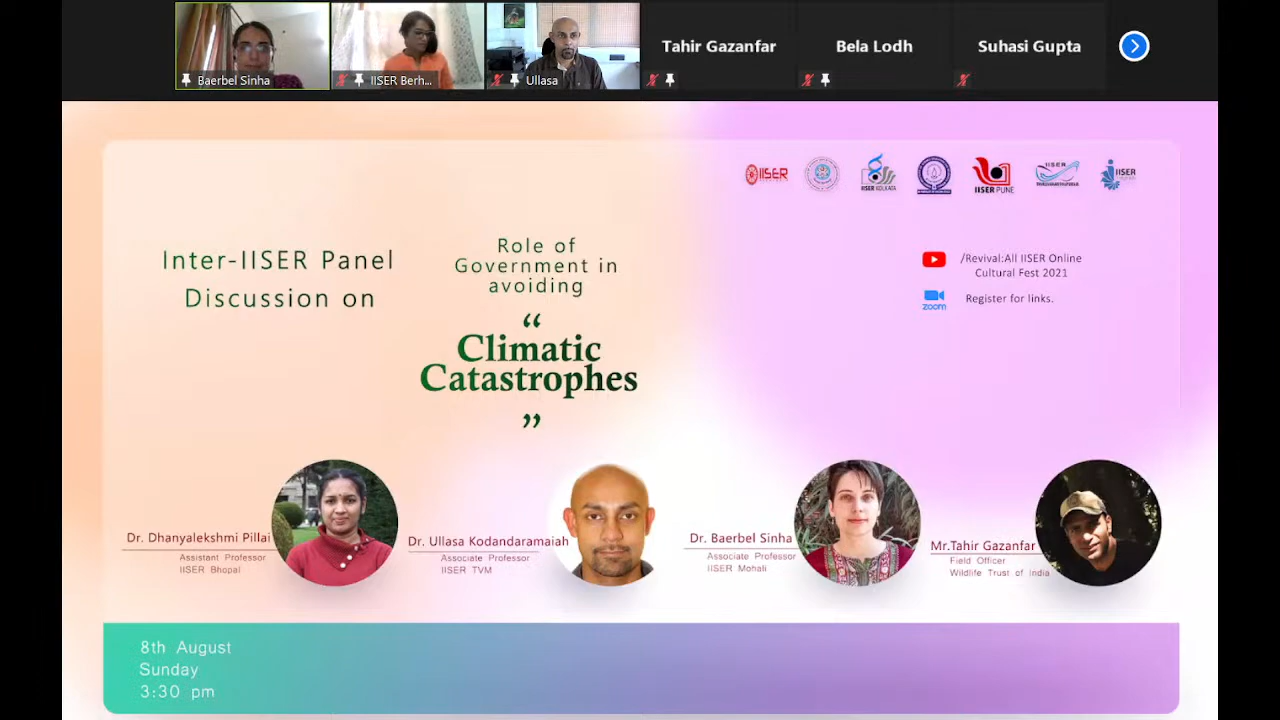 Baerbel Sinha
IISER Berh...
Ullasa
Tahir Gazanfar
Bela Lodh
Suhasi Gupta
IISER
IISER KOLKATA
IISER PUNE
IISER
IISER
Inter-IISER Panel
Discussion on
Role of
Government in
avoiding
“
Climatic
Catastrophes
”
/Revival:All IISER Online
Cultural Fest 2021
zoom
Register for links.
Dr. Dhanyalekshmi Pillai
Assistant Professor
IISER Bhopal
Dr. Ullasa Kodandaramaiah
Associate Professor
IISER TVM
Dr. Baerbel Sinha
Associate Professor
IISER Mohali
Mr.Tahir Gazanfar
Field Officer
Wildlife Trust of India
8th August
Sunday
3:30 pm